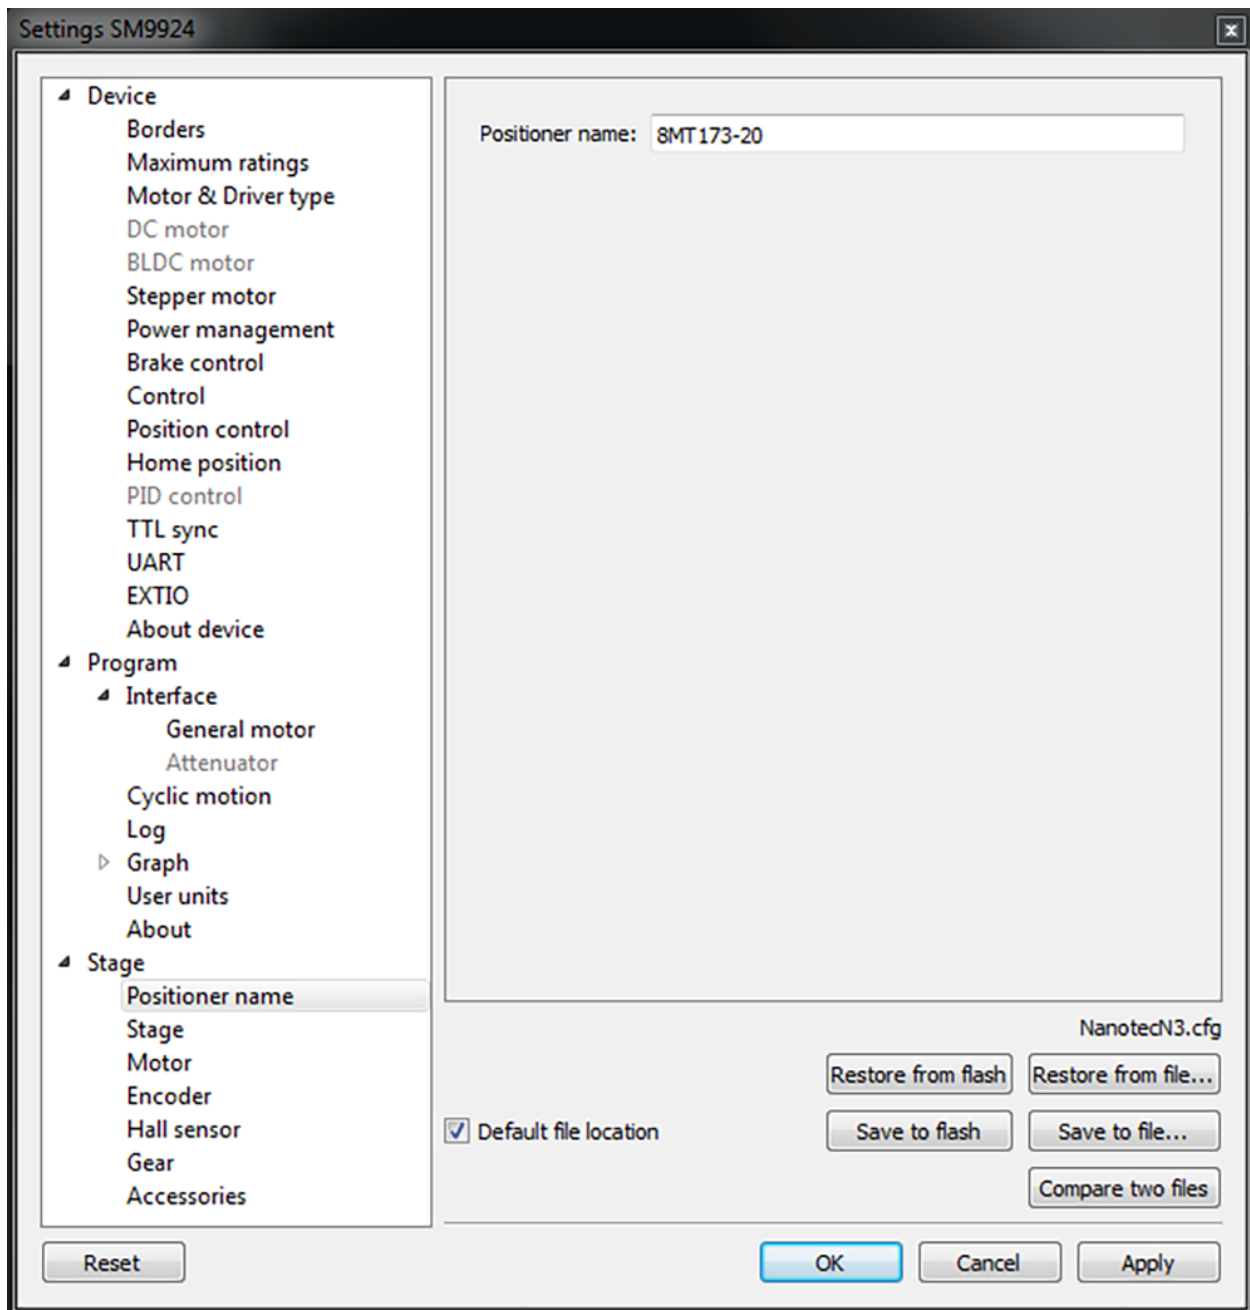 Settings SM9924
Device
Borders
Maximum ratings
Motor & Driver type
DC motor
BLDC motor
Stepper motor
Power management
Brake control
Control
Position control
Home position
PID control
TTL sync
UART
EXTIO
About device
Program
Interface
General motor
Attenuator
Cyclic motion
Log
Graph
User units
About
Stage
Positioner name
Stage
Motor
Encoder
Hall sensor
Gear
Accessories
Positioner name: 8MT173-20
NanotecN3.cfg
Restore from flash Restore from file...
Default file location Save to flash Save to file...
Compare two files
Reset OK Cancel Apply